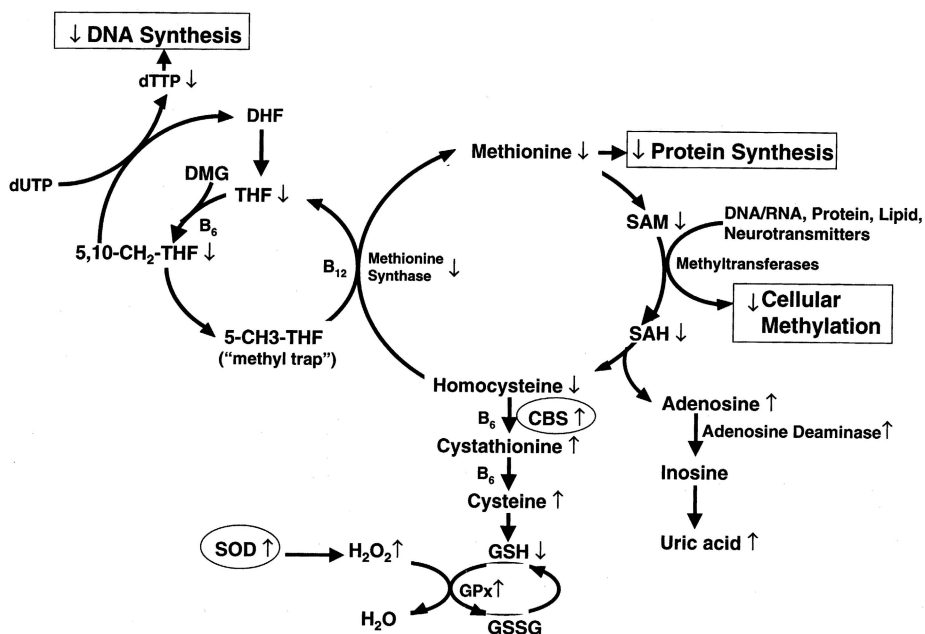 ↓ DNA Synthesis
dTTP ↓
DHF
dUTP
DMG
THF ↓
B6
5,10-CH2-THF ↓
5-CH3-THF
("methyl trap")
B12
Methionine
Synthase ↓
Methionine ↓
↓ Protein Synthesis
SAM ↓
DNA/RNA, Protein, Lipid,
Neurotransmitters
Methyltransferases
↓ Cellular
Methylation
SAH ↓
Homocysteine ↓
B6
CBS ↑
Cystathionine ↑
B6
Cysteine ↑
Adenosine ↑
Adenosine Deaminase ↑
Inosine
Uric acid ↑
SOD ↑
H2O2 ↑
GSH ↓
GPx ↑
H2O
GSSG